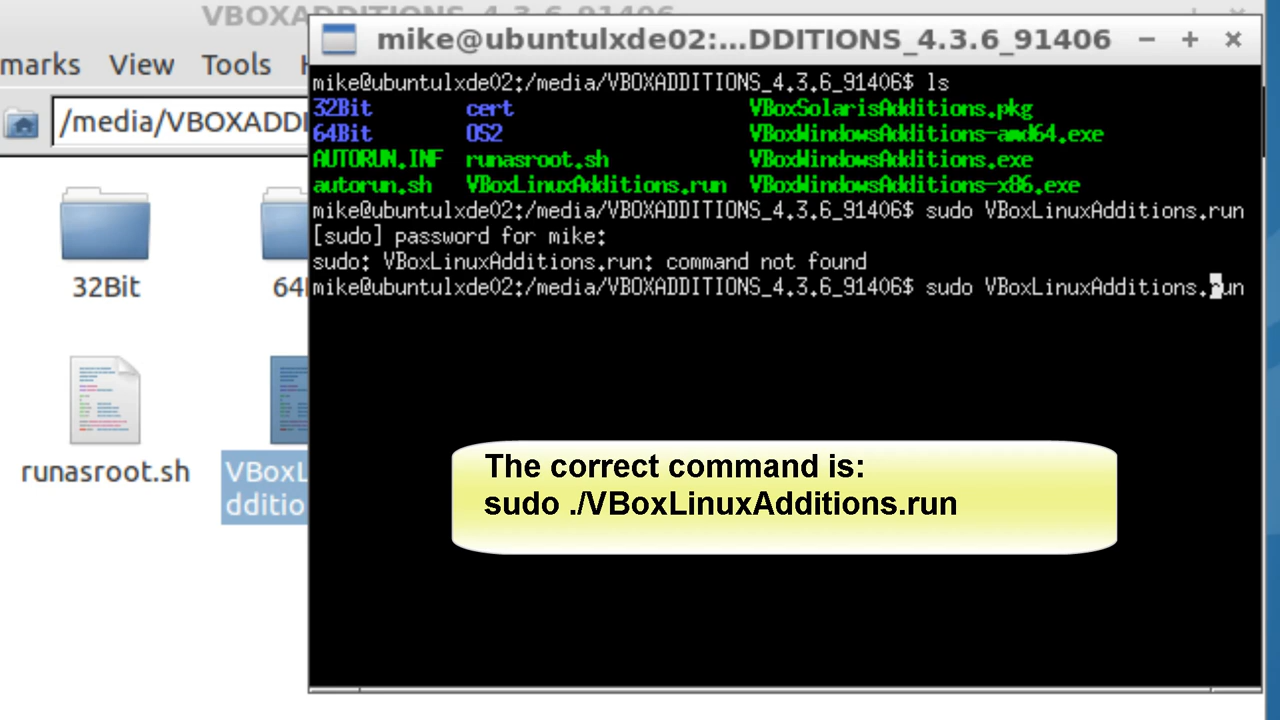 VBOXADDITIONS_4.3.6_91406
mike@ubuntulxde02:...DDITIONS_4.3.6_91406
marks View Tools H
/media/VBOXADDI
mike@ubuntulxde02:/media/VBOXADDITIONS_4.3.6_91406$ ls
32Bit cert VBoxSolarisAdditions.pkg
64Bit OS2 VBoxWindowsAdditions-amd64.exe
AUTORUN.INF runasroot.sh VBoxWindowsAdditions.exe
autorun.sh VBoxLinuxAdditions.run VBoxWindowsAdditions-x86.exe
mike@ubuntulxde02:/media/VBOXADDITIONS_4.3.6_91406$ sudo VBoxLinuxAdditions.run
[sudo] password for mike:
sudo: VBoxLinuxAdditions.run: command not found
mike@ubuntulxde02:/media/VBOXADDITIONS_4.3.6_91406$ sudo VBoxLinuxAdditions.run
32Bit 64
runasroot.sh VBoxL
dditio
The correct command is:
sudo ./VBoxLinuxAdditions.run